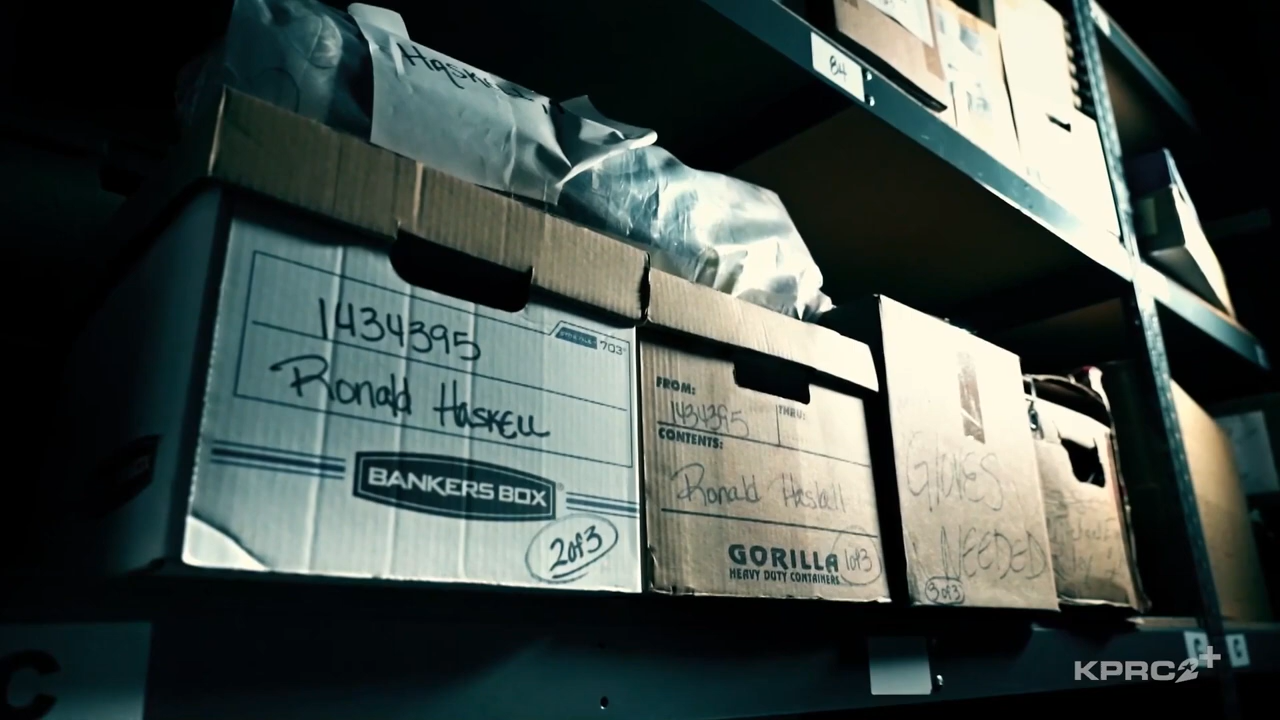 Haskell
84
1434395
703
Ronald Haskell
BANKERS BOX
2 of 3
FROM:
1434395
THRU:
CONTENTS:
Ronald Haskell
GORILLA
HEAVY DUTY CONTAINERS
1 of 3
GLOVES
NEEDED
3 of 3
C
KPRC2+